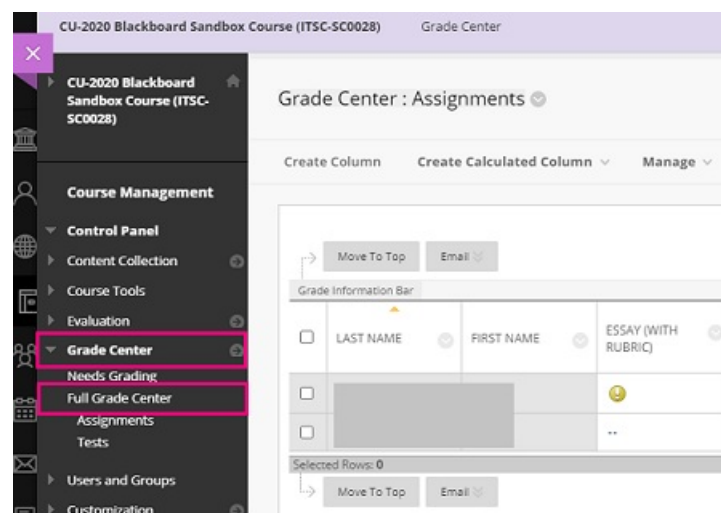 CU-2020 Blackboard Sandbox Course (ITSC-SC0028) Grade Center
CU-2020 Blackboard
Sandbox Course (ITSC-
SC0028)
Course Management
Control Panel
Content Collection
Course Tools
Evaluation
Grade Center
Needs Grading
Full Grade Center
Assignments
Tests
Users and Groups
Customization
Grade Center : Assignments
Create Column Create Calculated Column Manage
Move To Top Email
Grade Information Bar
LAST NAME FIRST NAME ESSAY (WITH
RUBRIC)
--
Selected Rows: 0
Move To Top Email